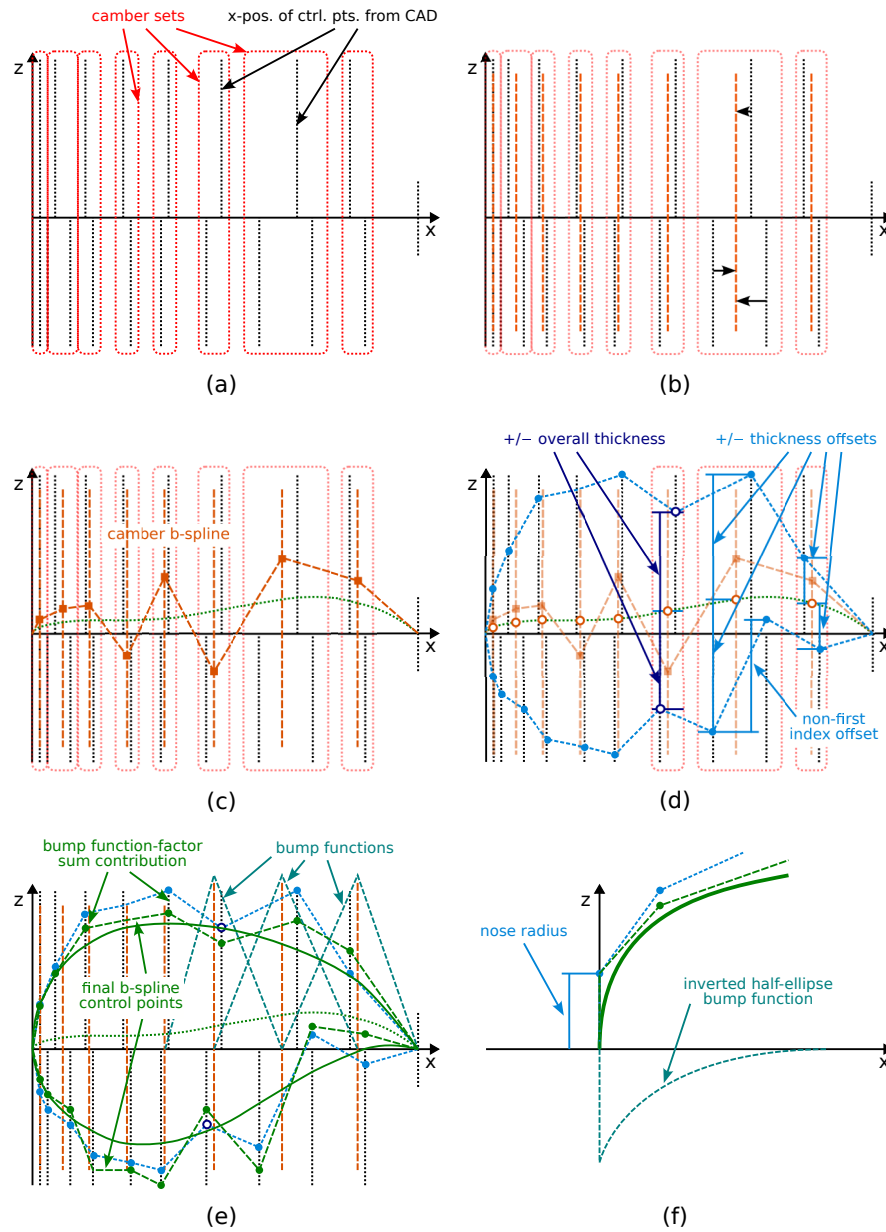 camber sets
x-pos. of ctrl. pts. from CAD
z
x
(a)
z
x
(b)
z
camber b-spline
x
(c)
+/− overall thickness
+/− thickness offsets
z
x
non-first
index offset
(d)
bump function-factor
sum contribution
bump functions
z
final b-spline
control points
x
(e)
z
nose radius
inverted half-ellipse
bump function
x
(f)